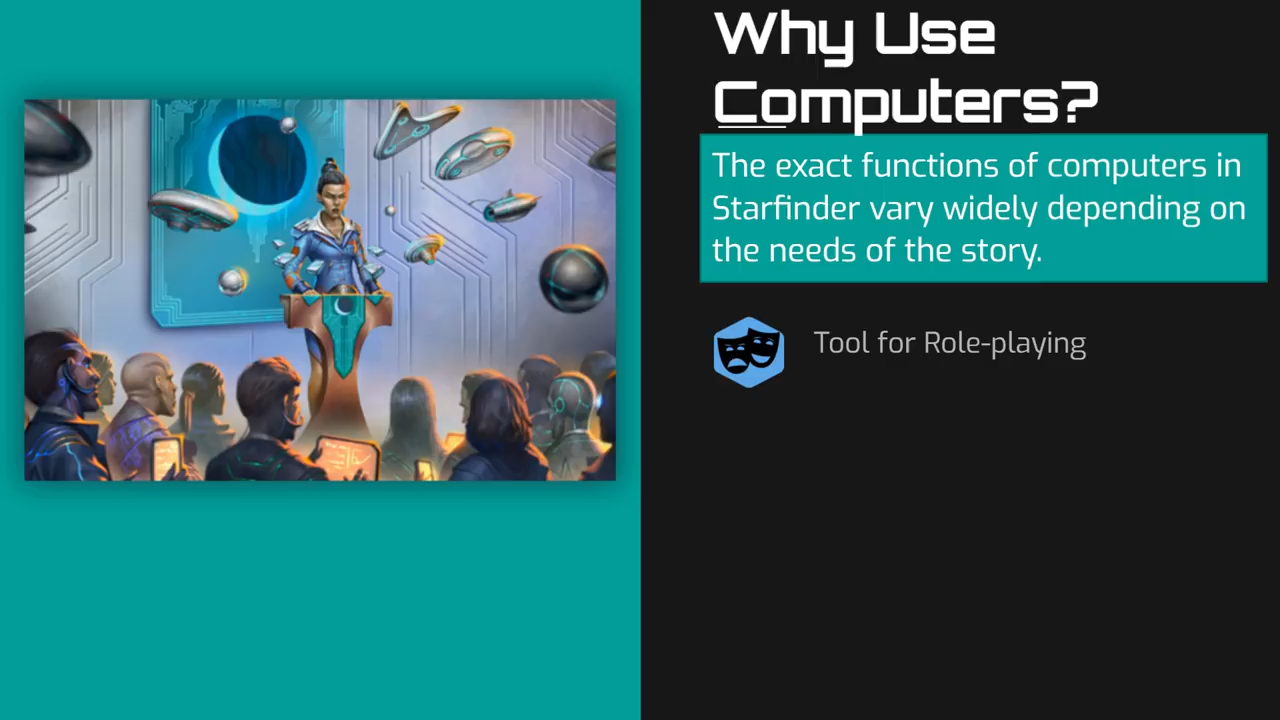 Why Use
Computers?
The exact functions of computers in
Starfinder vary widely depending on
the needs of the story.
Tool for Role-playing